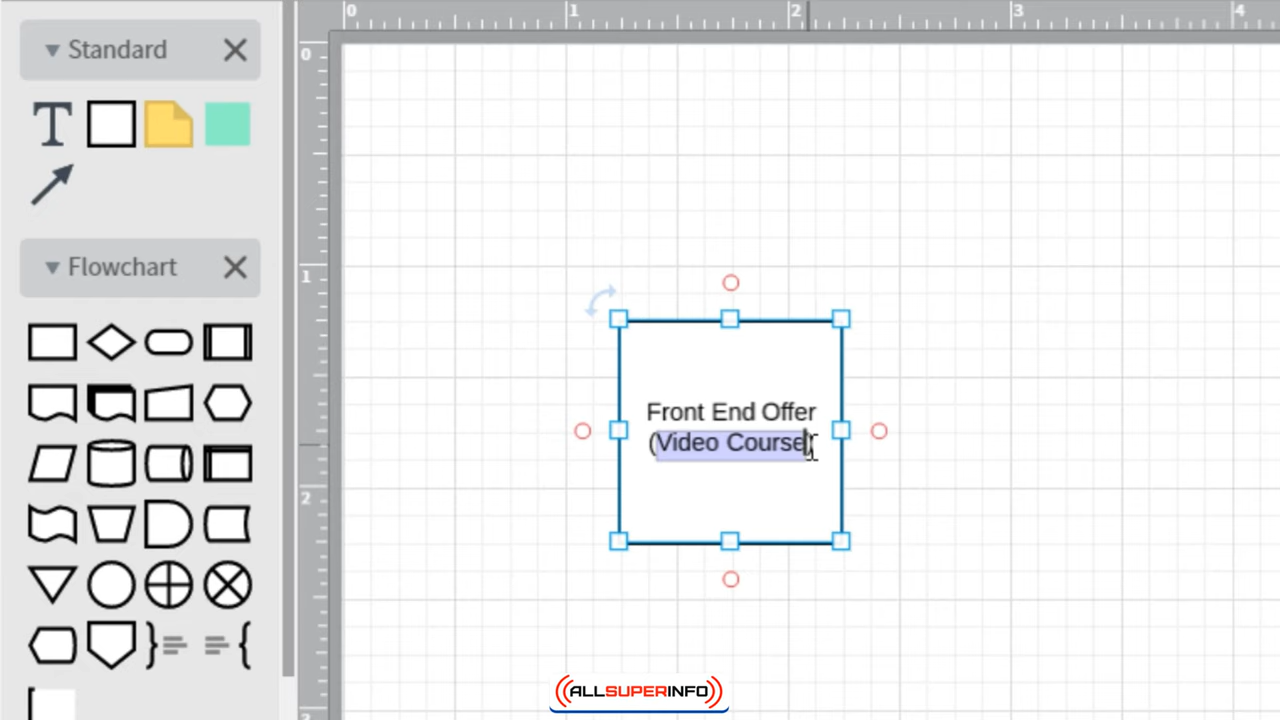 Standard
T
Flowchart
0 1 2 3 4
0
1
2
Front End Offer
(Video Course)
ALLSUPERINFO